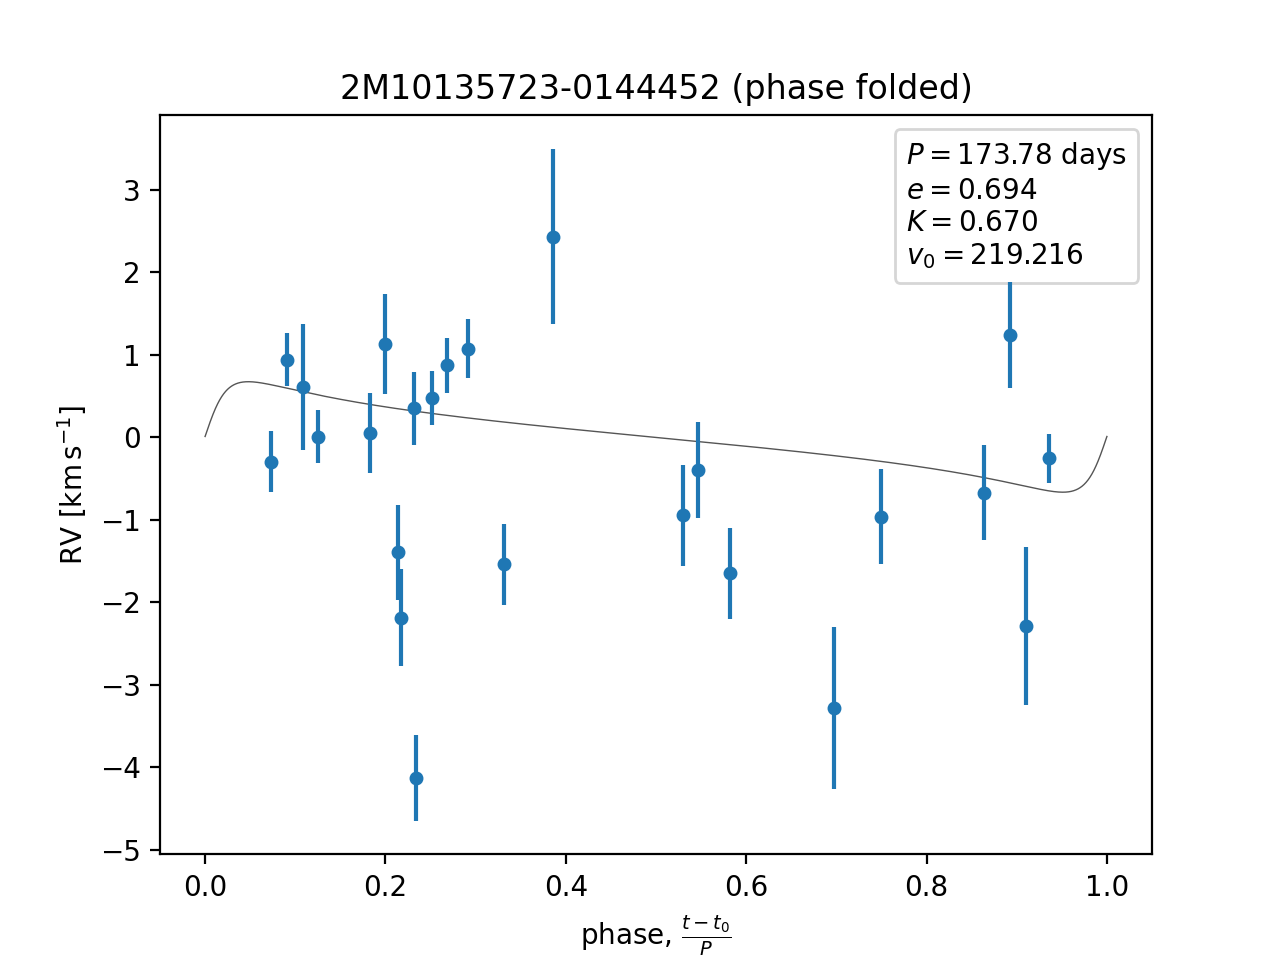 2M10135723-0144452 (phase folded)
P = 173.78 days
e = 0.694
K = 0.670
v₀ = 219.216
RV [km s⁻¹]
3
2
1
0
−1
−2
−3
−4
−5
0.0 0.2 0.4 0.6 0.8 1.0
phase, (t − t₀)/P